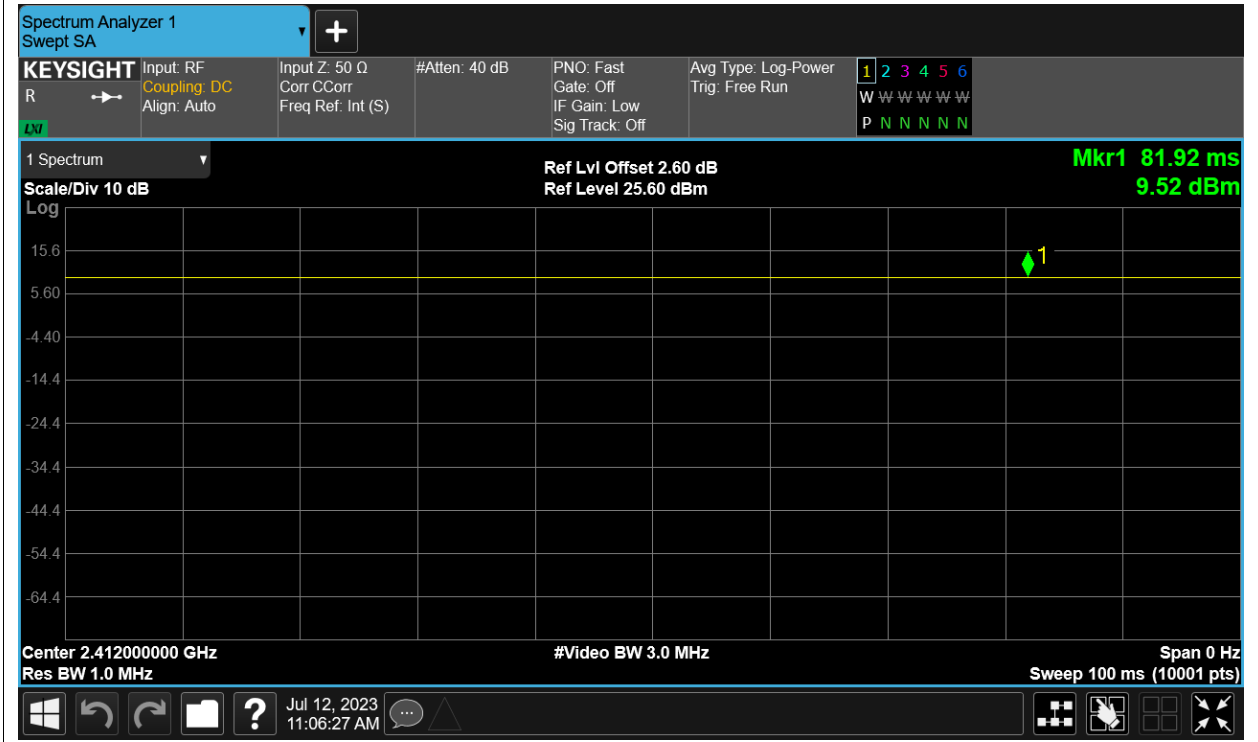 Spectrum Analyzer 1
Swept SA
KEYSIGHT
R
LXI
Input: RF
Coupling: DC
Align: Auto
Input Z: 50 Ω
Corr CCorr
Freq Ref: Int (S)
#Atten: 40 dB
PNO: Fast
Gate: Off
IF Gain: Low
Sig Track: Off
Avg Type: Log-Power
Trig: Free Run
1 2 3 4 5 6
W W W W W W
P N N N N N
1 Spectrum
Scale/Div 10 dB
Ref Lvl Offset 2.60 dB
Ref Level 25.60 dBm
Mkr1 81.92 ms
9.52 dBm
Log
1
15.6
5.60
-4.40
-14.4
-24.4
-34.4
-44.4
-54.4
-64.4
Center 2.412000000 GHz
#Video BW 3.0 MHz
Span 0 Hz
Res BW 1.0 MHz
Sweep 100 ms (10001 pts)
?
Jul 12, 2023
11:06:27 AM